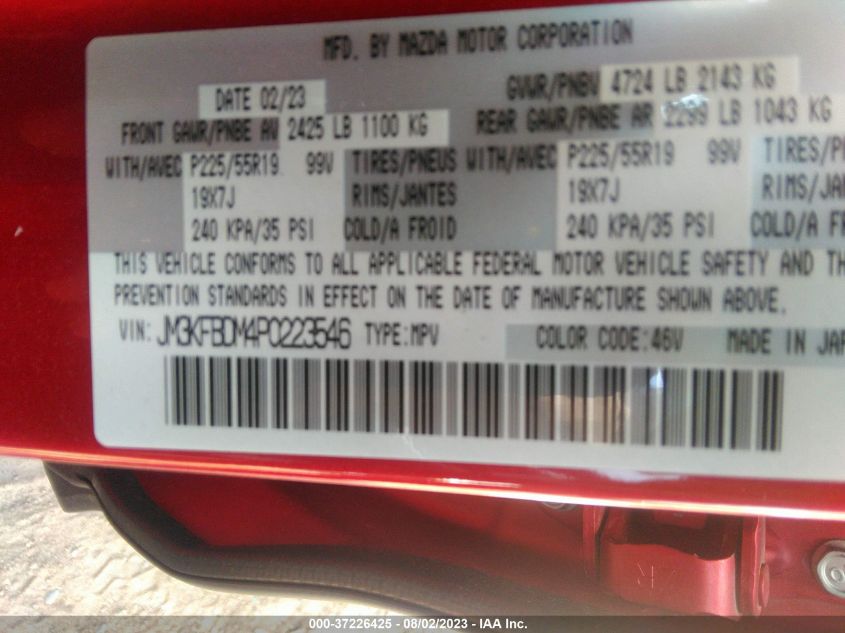 MFD. BY MAZDA MOTOR CORPORATION
DATE 02/23 GVWR/PNBV 4724 LB 2143 KG
FRONT GAWR/PNBE AV 2425 LB 1100 KG REAR GAWR/PNBE AR 2299 LB 1043 KG
WITH/AVEC P225/55R19 99V TIRES/PNEUS WITH/AVEC P225/55R19 99V TIRES/P
19X7J RIMS/JANTES 19X7J RIMS/JAN
240 KPA/35 PSI COLD/A FROID 240 KPA/35 PSI COLD/A FR
THIS VEHICLE CONFORMS TO ALL APPLICABLE FEDERAL MOTOR VEHICLE SAFETY AND TH
PREVENTION STANDARDS IN EFFECT ON THE DATE OF MANUFACTURE SHOWN ABOVE.
VIN: JM3KFBDM4P0223546 TYPE:MPV COLOR CODE:46V MADE IN JAP
000-37226425 - 08/02/2023 - IAA Inc.